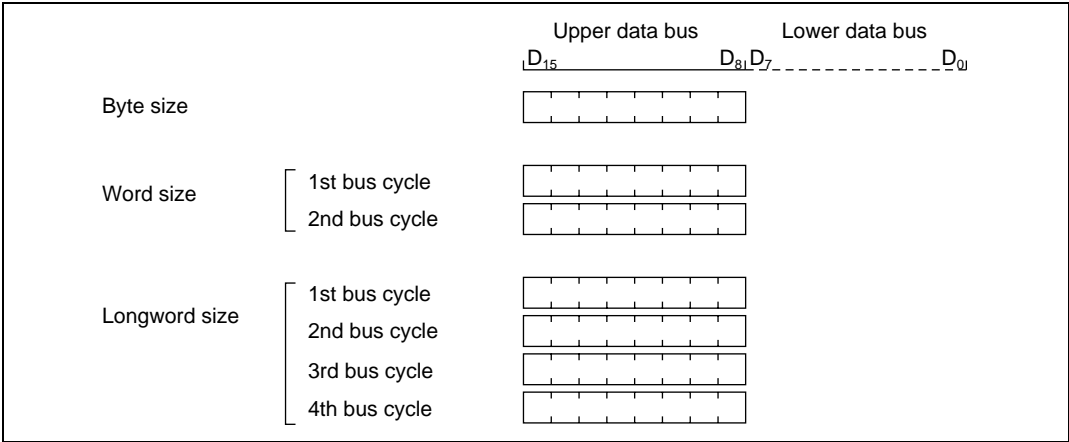 Upper data bus Lower data bus
D15 D8 D7 D0
Byte size
Word size
1st bus cycle
2nd bus cycle
Longword size
1st bus cycle
2nd bus cycle
3rd bus cycle
4th bus cycle